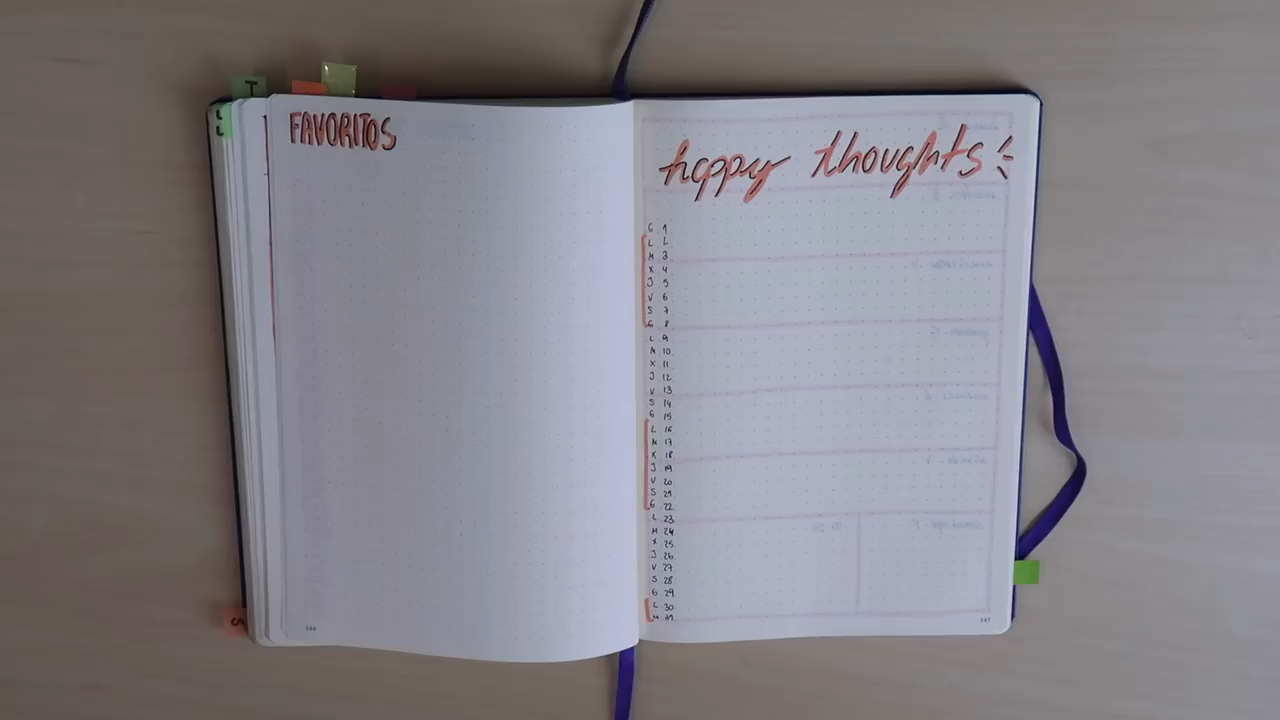 T
FAVORITOS
happy thoughts
G 1
L 2
M 3
X 4
J 5
V 6
S 7
G 8
L 9
M 10
X 11
J 12
V 13
S 14
G 15
L 16
M 17
X 18
J 19
V 20
S 21
G 22
L 23
M 24
X 25
J 26
V 27
S 28
G 29
L 30
M 31
S